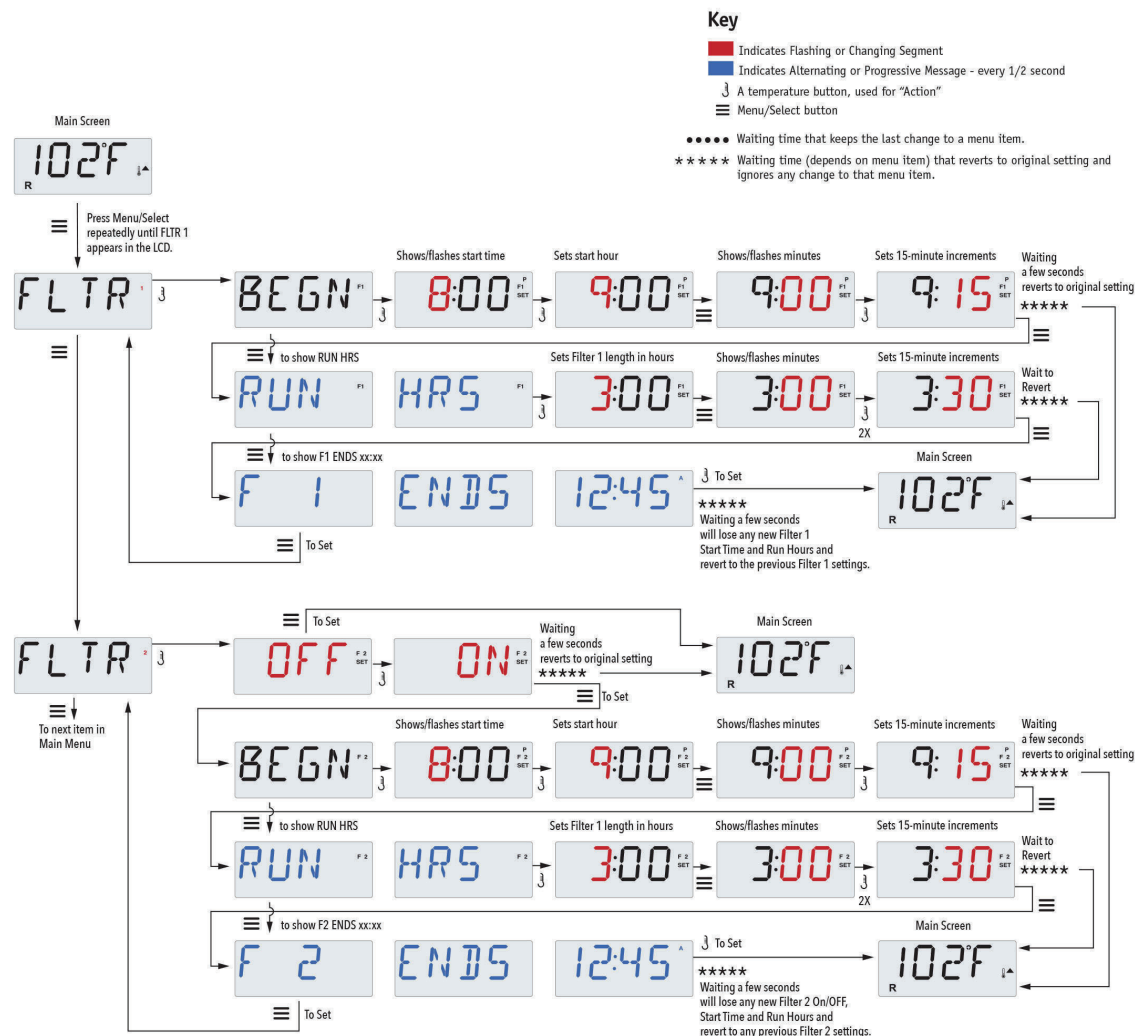 Key
Indicates Flashing or Changing Segment
Indicates Alternating or Progressive Message - every 1/2 second
A temperature button, used for “Action”
Menu/Select button
••••• Waiting time that keeps the last change to a menu item.
***** Waiting time (depends on menu item) that reverts to original setting and
ignores any change to that menu item.
Main Screen
102°F
R
Press Menu/Select
repeatedly until FLTR 1
appears in the LCD.
FLTR 1
BEGN F1
Shows/flashes start time
8:00 P F1 SET
Sets start hour
9:00 P F1 SET
Shows/flashes minutes
9:00 P F1 SET
Sets 15-minute increments
9:15 P F1 SET
Waiting
a few seconds
reverts to original setting
*****
to show RUN HRS
RUN F1
HRS F1
Sets Filter 1 length in hours
3:00 F1 SET
Shows/flashes minutes
3:00 F1 SET
2X
Sets 15-minute increments
3:30 F1 SET
Wait to
Revert
*****
to show F1 ENDS xx:xx
F 1
ENDS
12:45 A
To Set
*****
Waiting a few seconds
will lose any new Filter 1
Start Time and Run Hours and
revert to the previous Filter 1 settings.
Main Screen
102°F
R
To Set
FLTR 2
To next item in
Main Menu
To Set
OFF F 2 SET
ON F 2 SET
Waiting
a few seconds
reverts to original setting
*****
Main Screen
102°F
R
To Set
BEGN F 2
Shows/flashes start time
8:00 P F 2 SET
Sets start hour
9:00 P F 2 SET
Shows/flashes minutes
9:00 P F 2 SET
Sets 15-minute increments
9:15 P F 2 SET
Waiting
a few seconds
reverts to original setting
*****
to show RUN HRS
RUN F 2
HRS F 2
Sets Filter 1 length in hours
3:00 F 2 SET
Shows/flashes minutes
3:00 F 2 SET
2X
Sets 15-minute increments
3:30 F 2 SET
Wait to
Revert
*****
to show F2 ENDS xx:xx
F 2
ENDS
12:45 A
To Set
*****
Waiting a few seconds
will lose any new Filter 2 On/OFF,
Start Time and Run Hours and
revert to any previous Filter 2 settings.
Main Screen
102°F
R
To Set